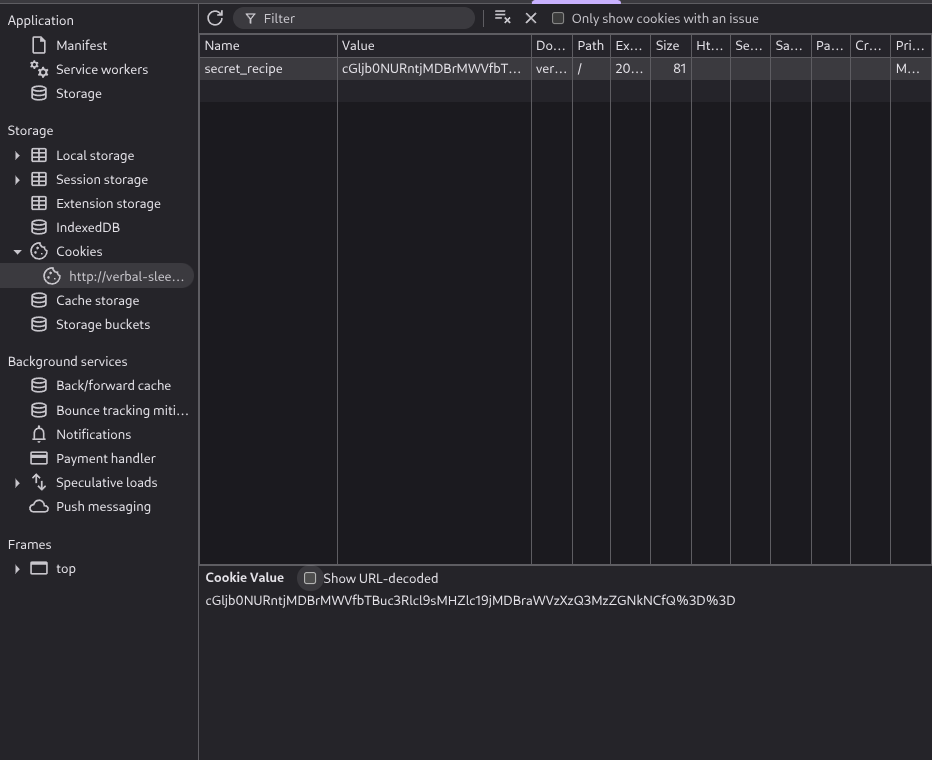 Application
Manifest
Service workers
Storage
Storage
Local storage
Session storage
Extension storage
IndexedDB
Cookies
http://verbal-slee...
Cache storage
Storage buckets
Background services
Back/forward cache
Bounce tracking miti...
Notifications
Payment handler
Speculative loads
Push messaging
Frames
top
Filter Only show cookies with an issue
Name Value Do... Path Ex... Size Ht... Se... Sa... Pa... Cr... Pri...
secret_recipe cGljb0NURntjMDBrMWVfbT... ver... / 20... 81 M...
Cookie Value Show URL-decoded
cGljb0NURntjMDBrMWVfbTBuc3Rlcl9sMHZlc19jMDBraWVzXzQ3MzZGNkNCfQ%3D%3D